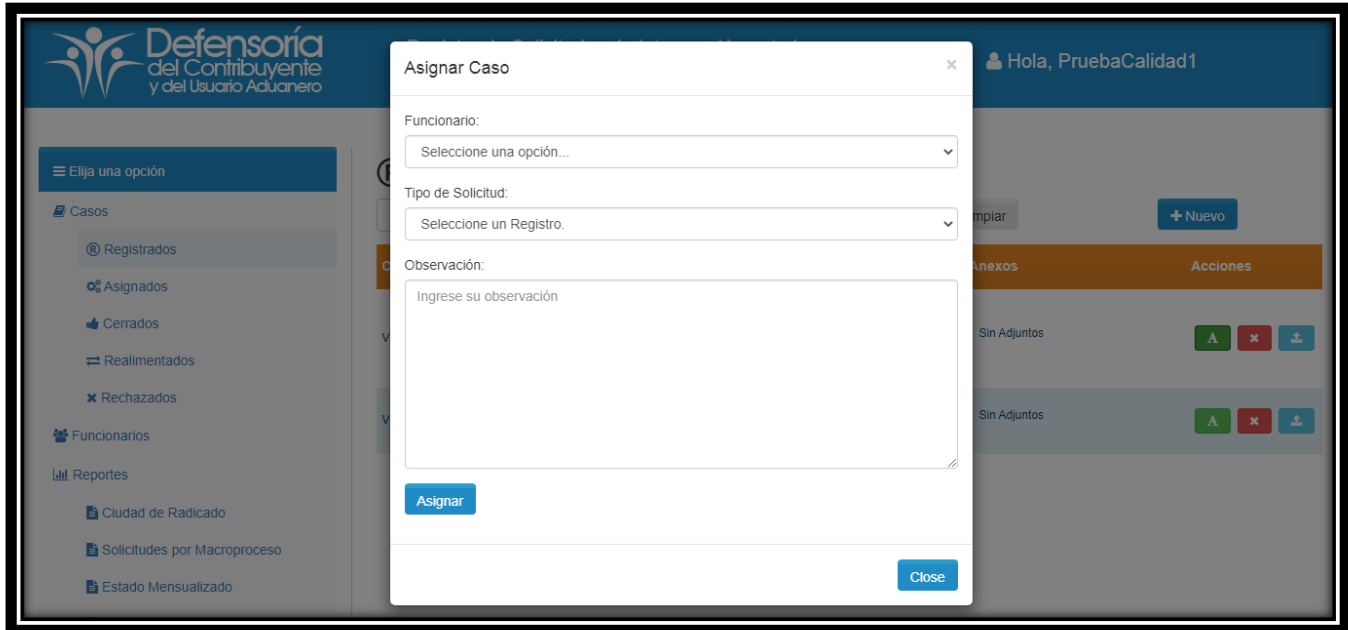 Defensoría
del Contribuyente
y del Usuario Aduanero
Hola, PruebaCalidad1
Asignar Caso
×
Funcionario:
Seleccione una opción...
Tipo de Solicitud:
Seleccione un Registro.
Observación:
Ingrese su observación
Asignar
Close
Elija una opción
Casos
® Registrados
Asignados
Cerrados
Realimentados
Rechazados
Funcionarios
Reportes
Ciudad de Radicado
Solicitudes por Macroproceso
Estado Mensualizado
mpiar
+ Nuevo
Anexos
Acciones
Sin Adjuntos
A
Sin Adjuntos
A